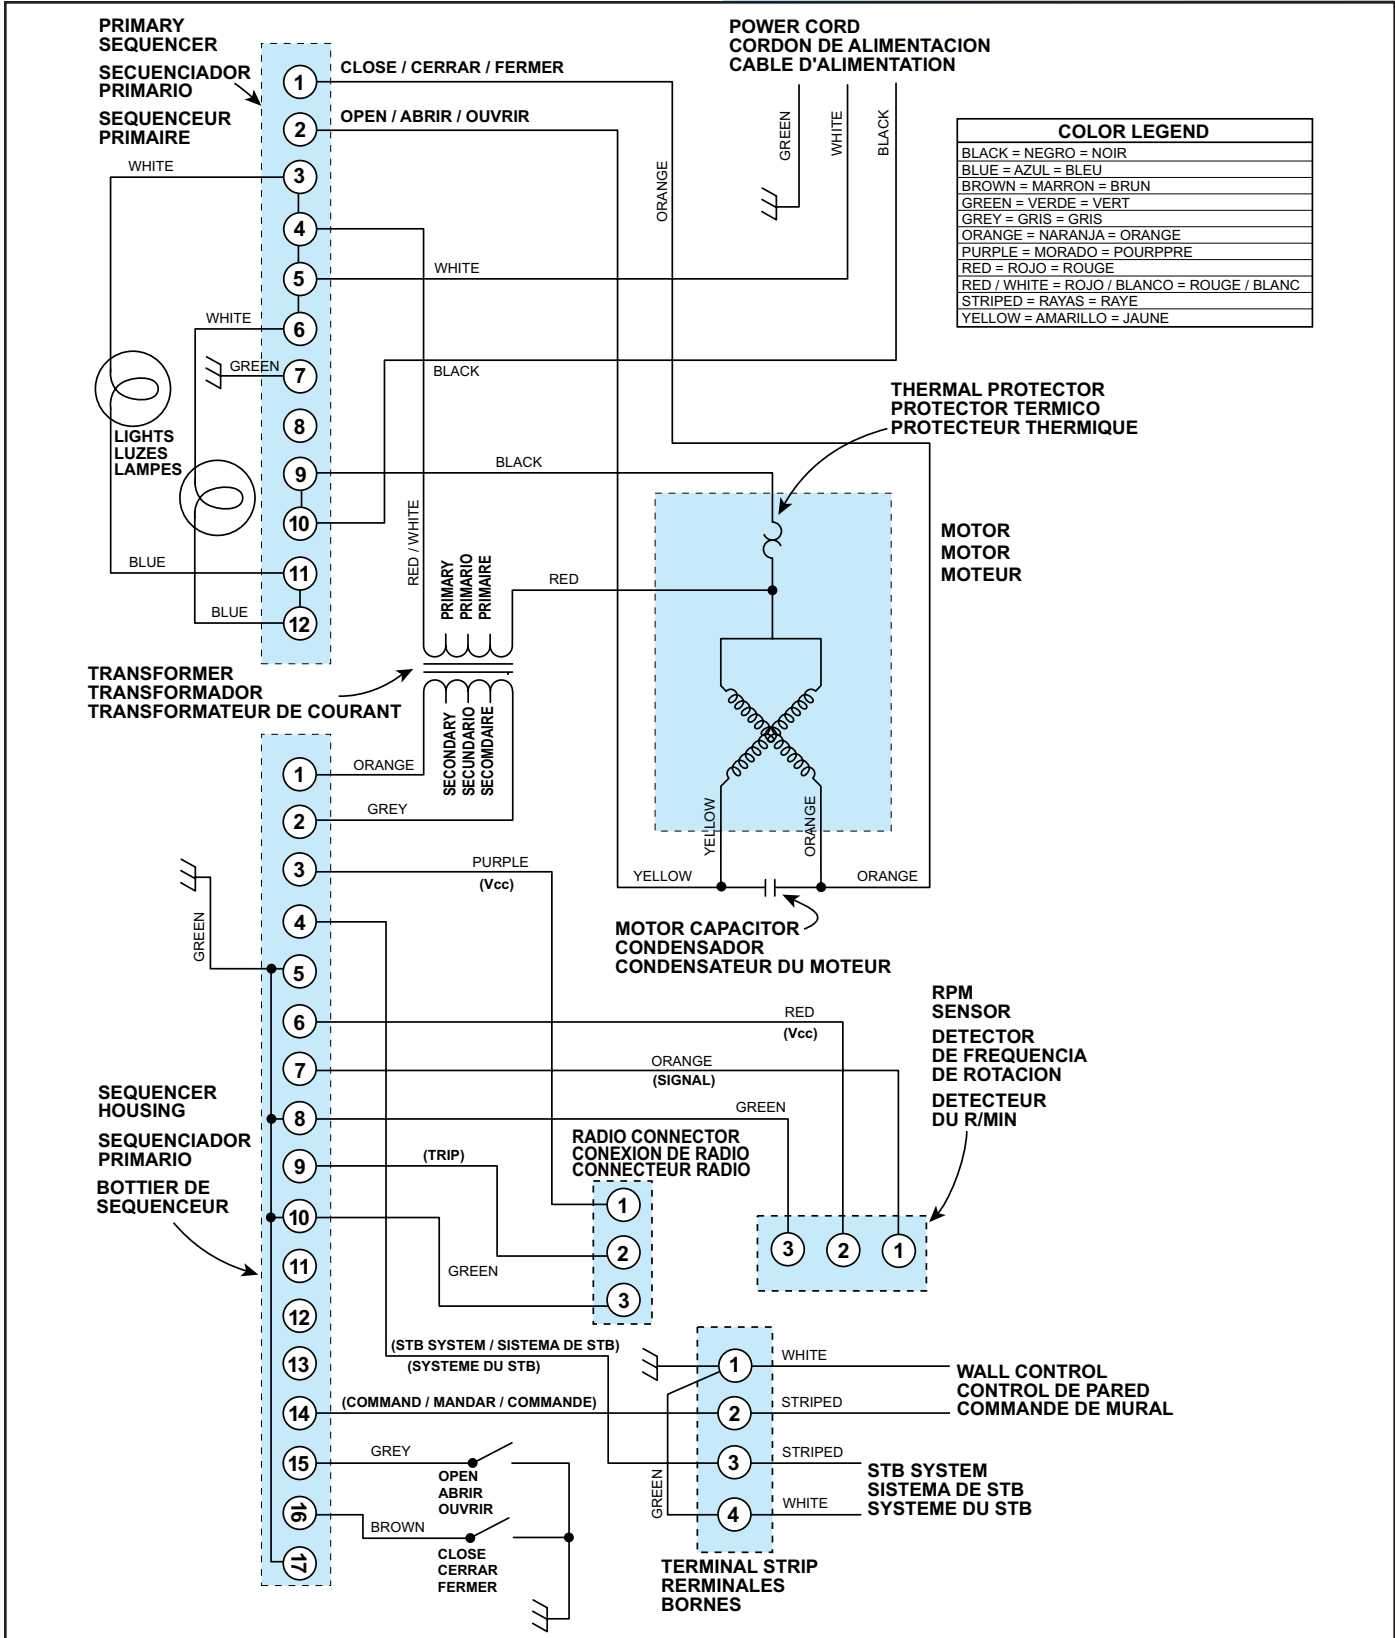 PRIMARY
SEQUENCER
SECUENCIADOR
PRIMARIO
SEQUENCEUR
PRIMAIRE
1
2
3
4
5
6
7
8
9
10
11
12
CLOSE / CERRAR / FERMER
OPEN / ABRIR / OUVRIR
WHITE
WHITE
WHITE
GREEN
BLACK
BLACK
BLUE
BLUE
LIGHTS
LUZES
LAMPES
ORANGE
RED / WHITE
RED
POWER CORD
CORDON DE ALIMENTACION
CABLE D'ALIMENTATION
GREEN
WHITE
BLACK
COLOR LEGEND
BLACK = NEGRO = NOIR
BLUE = AZUL = BLEU
BROWN = MARRON = BRUN
GREEN = VERDE = VERT
GREY = GRIS = GRIS
ORANGE = NARANJA = ORANGE
PURPLE = MORADO = POURPPRE
RED = ROJO = ROUGE
RED / WHITE = ROJO / BLANCO = ROUGE / BLANC
STRIPED = RAYAS = RAYE
YELLOW = AMARILLO = JAUNE
THERMAL PROTECTOR
PROTECTOR TERMICO
PROTECTEUR THERMIQUE
MOTOR
MOTOR
MOTEUR
PRIMARY
PRIMARIO
PRIMAIRE
TRANSFORMER
TRANSFORMADOR
TRANSFORMATEUR DE COURANT
SECONDARY
SECUNDARIO
SECOMDAIRE
YELLOW
ORANGE
YELLOW
ORANGE
MOTOR CAPACITOR
CONDENSADOR
CONDENSATEUR DU MOTEUR
1
2
3
4
5
6
7
8
9
10
11
12
13
14
15
16
17
ORANGE
GREY
PURPLE
(Vcc)
GREEN
RED
(Vcc)
ORANGE
(SIGNAL)
GREEN
(TRIP)
GREEN
SEQUENCER
HOUSING
SEQUENCIADOR
PRIMARIO
BOTTIER DE
SEQUENCEUR
RADIO CONNECTOR
CONEXION DE RADIO
CONNECTEUR RADIO
1
2
3
RPM
SENSOR
DETECTOR
DE FREQUENCIA
DE ROTACION
DETECTEUR
DU R/MIN
3
2
1
(STB SYSTEM / SISTEMA DE STB)
(SYSTEME DU STB)
(COMMAND / MANDAR / COMMANDE)
GREY
OPEN
ABRIR
OUVRIR
BROWN
CLOSE
CERRAR
FERMER
GREEN
1
2
3
4
WHITE
STRIPED
STRIPED
WHITE
WALL CONTROL
CONTROL DE PARED
COMMANDE DE MURAL
STB SYSTEM
SISTEMA DE STB
SYSTEME DU STB
TERMINAL STRIP
RERMINALES
BORNES